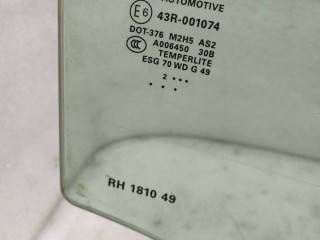 AUTOMOTIVE
E6 43R-001074
DOT-376 M2H5 AS2
CCC A006450 30B
TEMPERLITE
ESG 70 WD G 49
2 •••
• • •
RH 1810 49